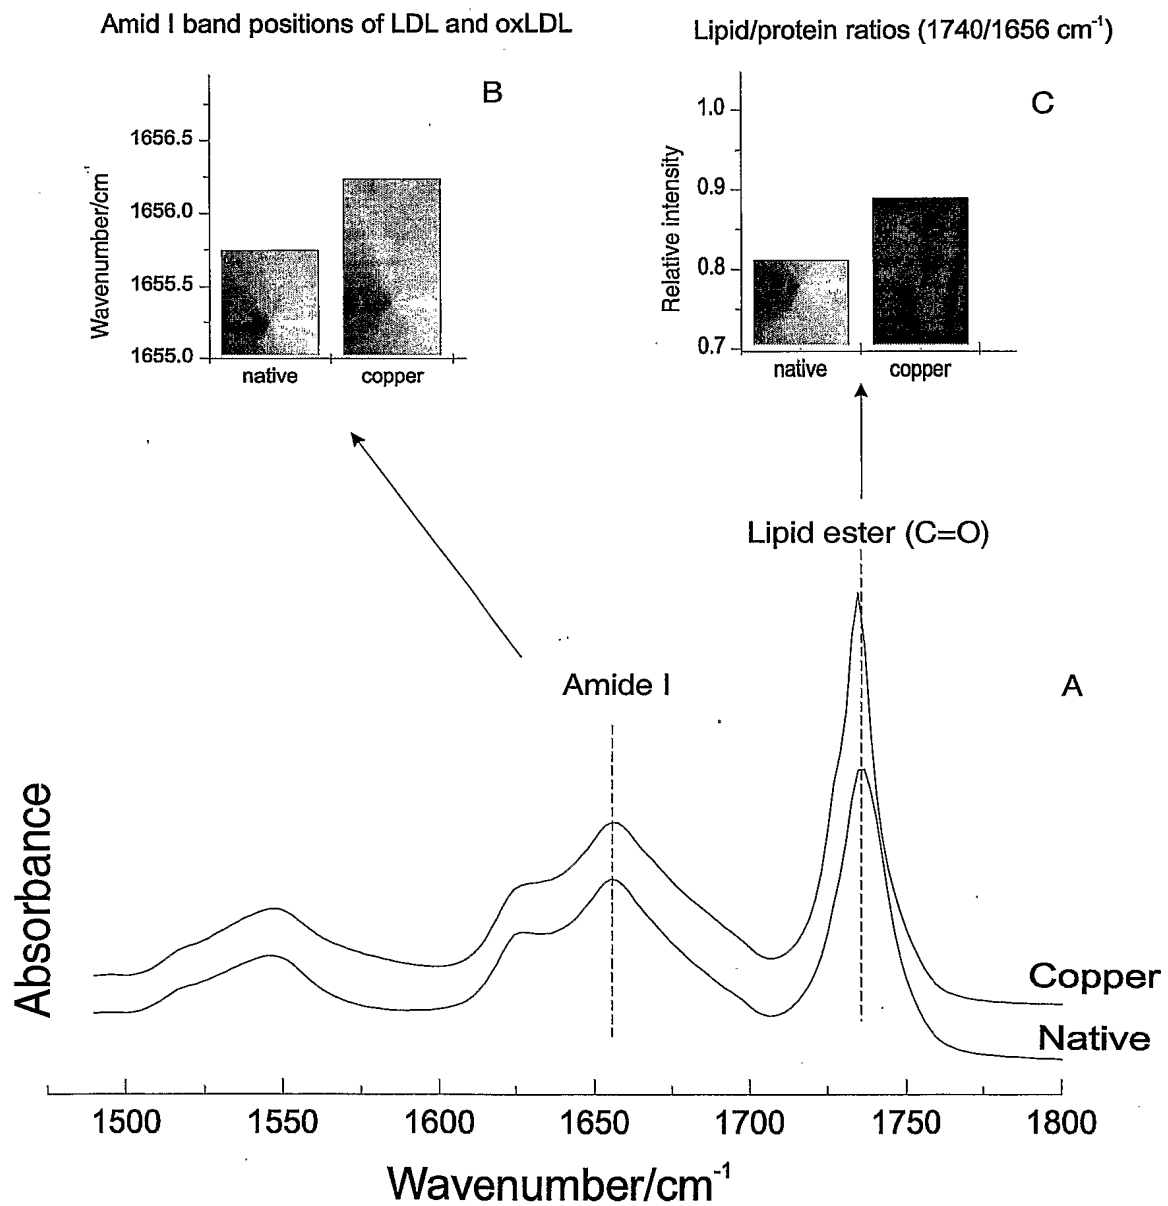 Amid I band positions of LDL and oxLDL
B
1656.5
1656.0
1655.5
1655.0
Wavenumber/cm⁻¹
native copper
Lipid/protein ratios (1740/1656 cm⁻¹)
C
1.0
0.9
0.8
0.7
Relative intensity
native copper
Lipid ester (C=O)
Amide I
A
Absorbance
Copper
Native
1500 1550 1600 1650 1700 1750 1800
Wavenumber/cm⁻¹